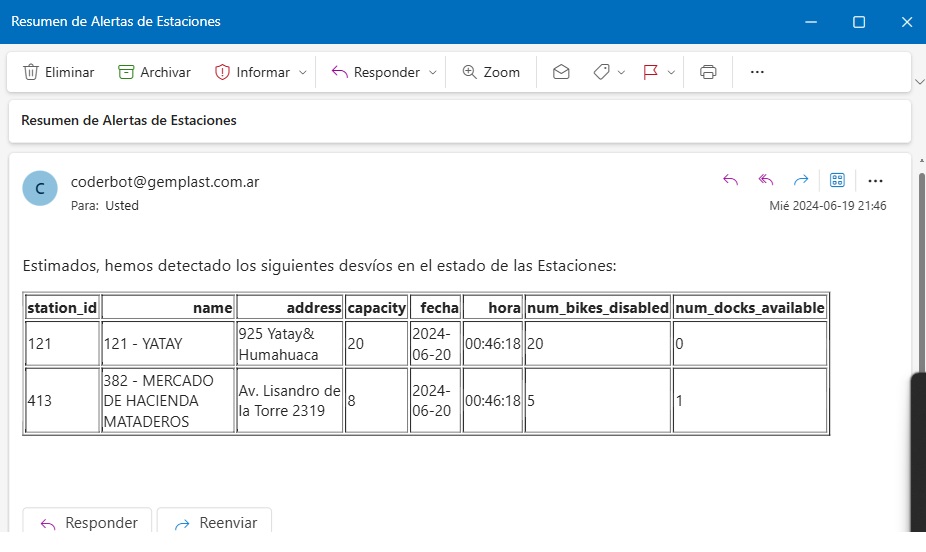 Resumen de Alertas de Estaciones
Eliminar Archivar Informar Responder Zoom
Resumen de Alertas de Estaciones
C
coderbot@gemplast.com.ar
Para: Usted
Mié 2024-06-19 21:46
Estimados, hemos detectado los siguientes desvíos en el estado de las Estaciones:
station_id name address capacity fecha hora num_bikes_disabled num_docks_available
121 121 - YATAY 925 Yatay& Humahuaca 20 2024-06-20 00:46:18 20 0
413 382 - MERCADO DE HACIENDA MATADEROS Av. Lisandro de la Torre 2319 8 2024-06-20 00:46:18 5 1
Responder Reenviar